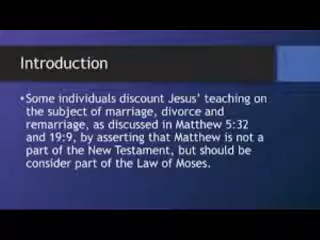 Introduction
•Some individuals discount Jesus’ teaching on
the subject of marriage, divorce and
remarriage, as discussed in Matthew 5:32
and 19:9, by asserting that Matthew is not a
part of the New Testament, but should be
consider part of the Law of Moses.